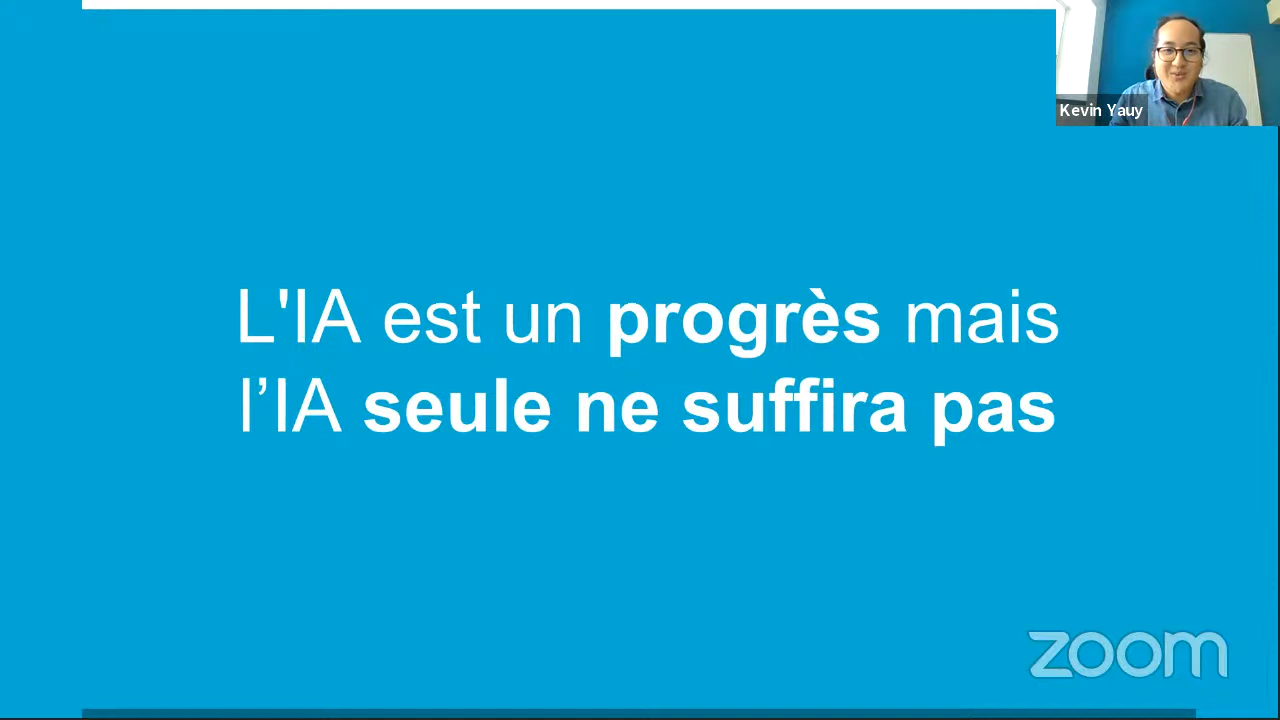 Kevin Yauy
L'IA est un progrès mais
l’IA seule ne suffira pas
zoom